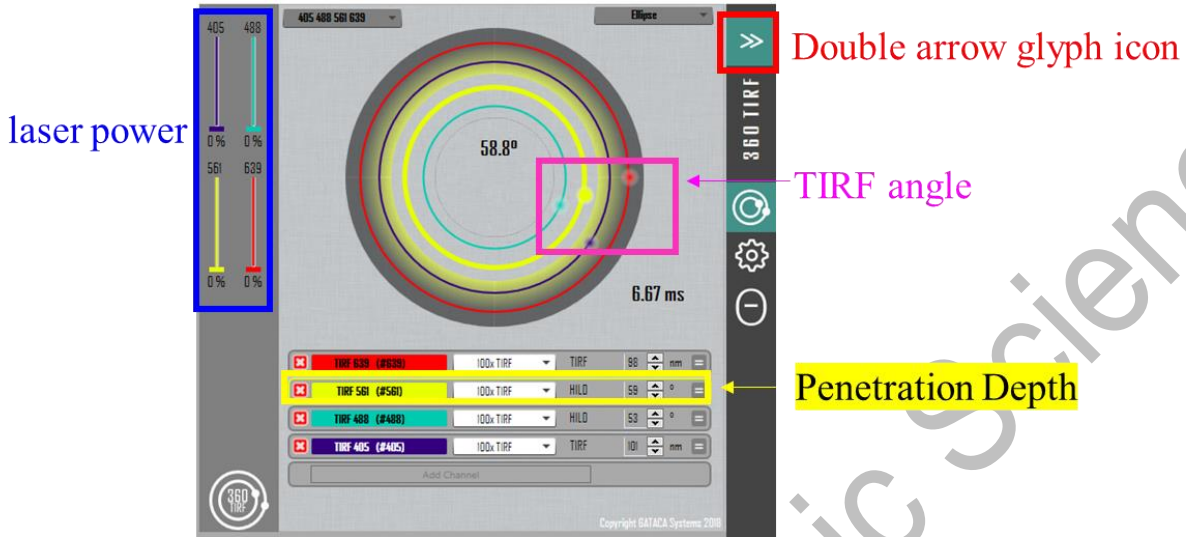 405 488 561 639
Ellipse
405 488
Double arrow glyph icon
laser power
0 % 0 %
58.8º
360 TIRF
561 639
TIRF angle
0 % 0 %
6.67 ms
TIRF 639 (#639) 100x TIRF TIRF 98 nm
TIRF 561 (#561) 100x TIRF HILO 59 °
Penetration Depth
TIRF 488 (#488) 100x TIRF HILO 53 °
TIRF 405 (#405) 100x TIRF TIRF 101 nm
Add Channel
360
TIRF
Copyright GATACA Systems 2018
ic Scienc